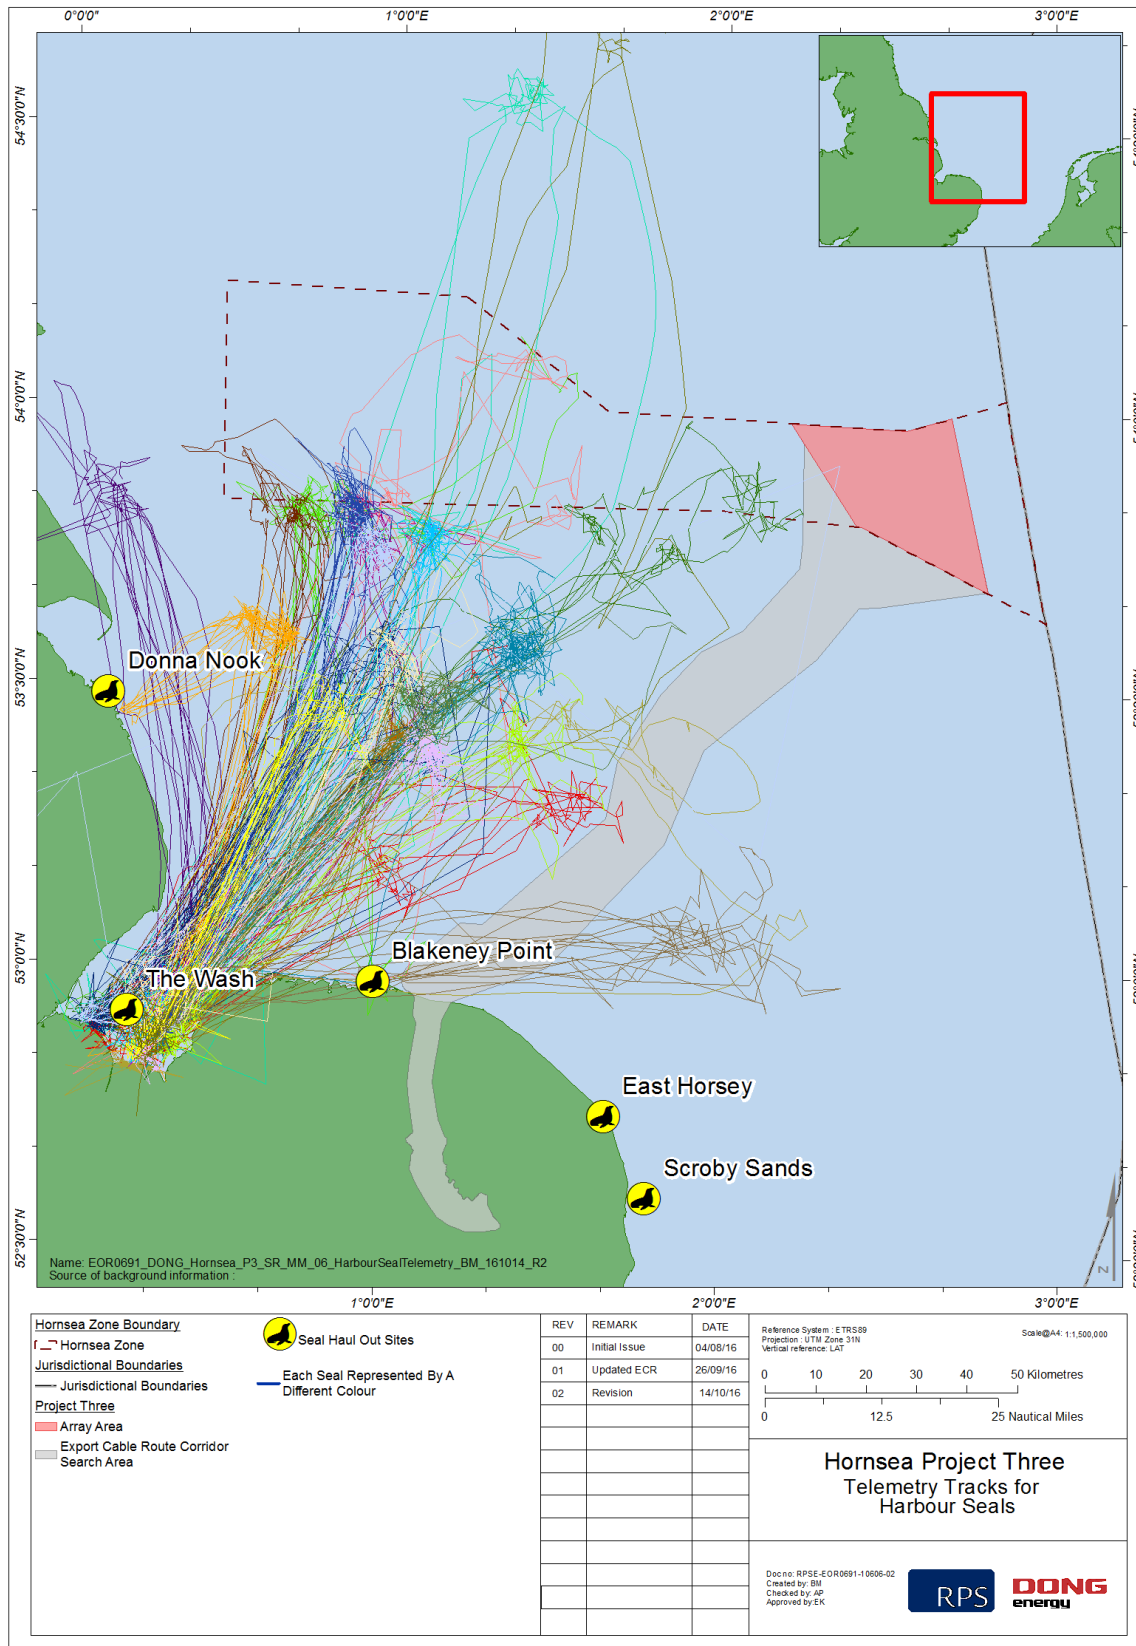 0°0'0"
1°0'0"E
2°0'0"E
3°0'0"E
54°30'0"N
54°0'0"N
53°30'0"N
53°0'0"N
52°30'0"N
Donna Nook
Blakeney Point
The Wash
East Horsey
Scroby Sands
N
Name: EOR0691_DONG_Hornsea_P3_SR_MM_06_HarbourSealTelemetry_BM_161014_R2
Source of background information :
1°0'0"E
2°0'0"E
3°0'0"E
Hornsea Zone Boundary
Hornsea Zone
Jurisdictional Boundaries
Jurisdictional Boundaries
Project Three
Array Area
Export Cable Route Corridor
Search Area
Seal Haul Out Sites
Each Seal Represented By A
Different Colour
REV REMARK DATE
00 Initial Issue 04/08/16
01 Updated ECR 26/09/16
02 Revision 14/10/16
Reference System : ETRS89
Projection : UTM Zone 31N
Vertical reference: LAT
Scale@A4: 1:1,500,000
0 10 20 30 40 50 Kilometres
0 12.5 25 Nautical Miles
Hornsea Project Three
Telemetry Tracks for
Harbour Seals
Doc no: RPSE-EOR0691-10606-02
Created by: BM
Checked by: AP
Approved by:EK
RPS
DONG
energy